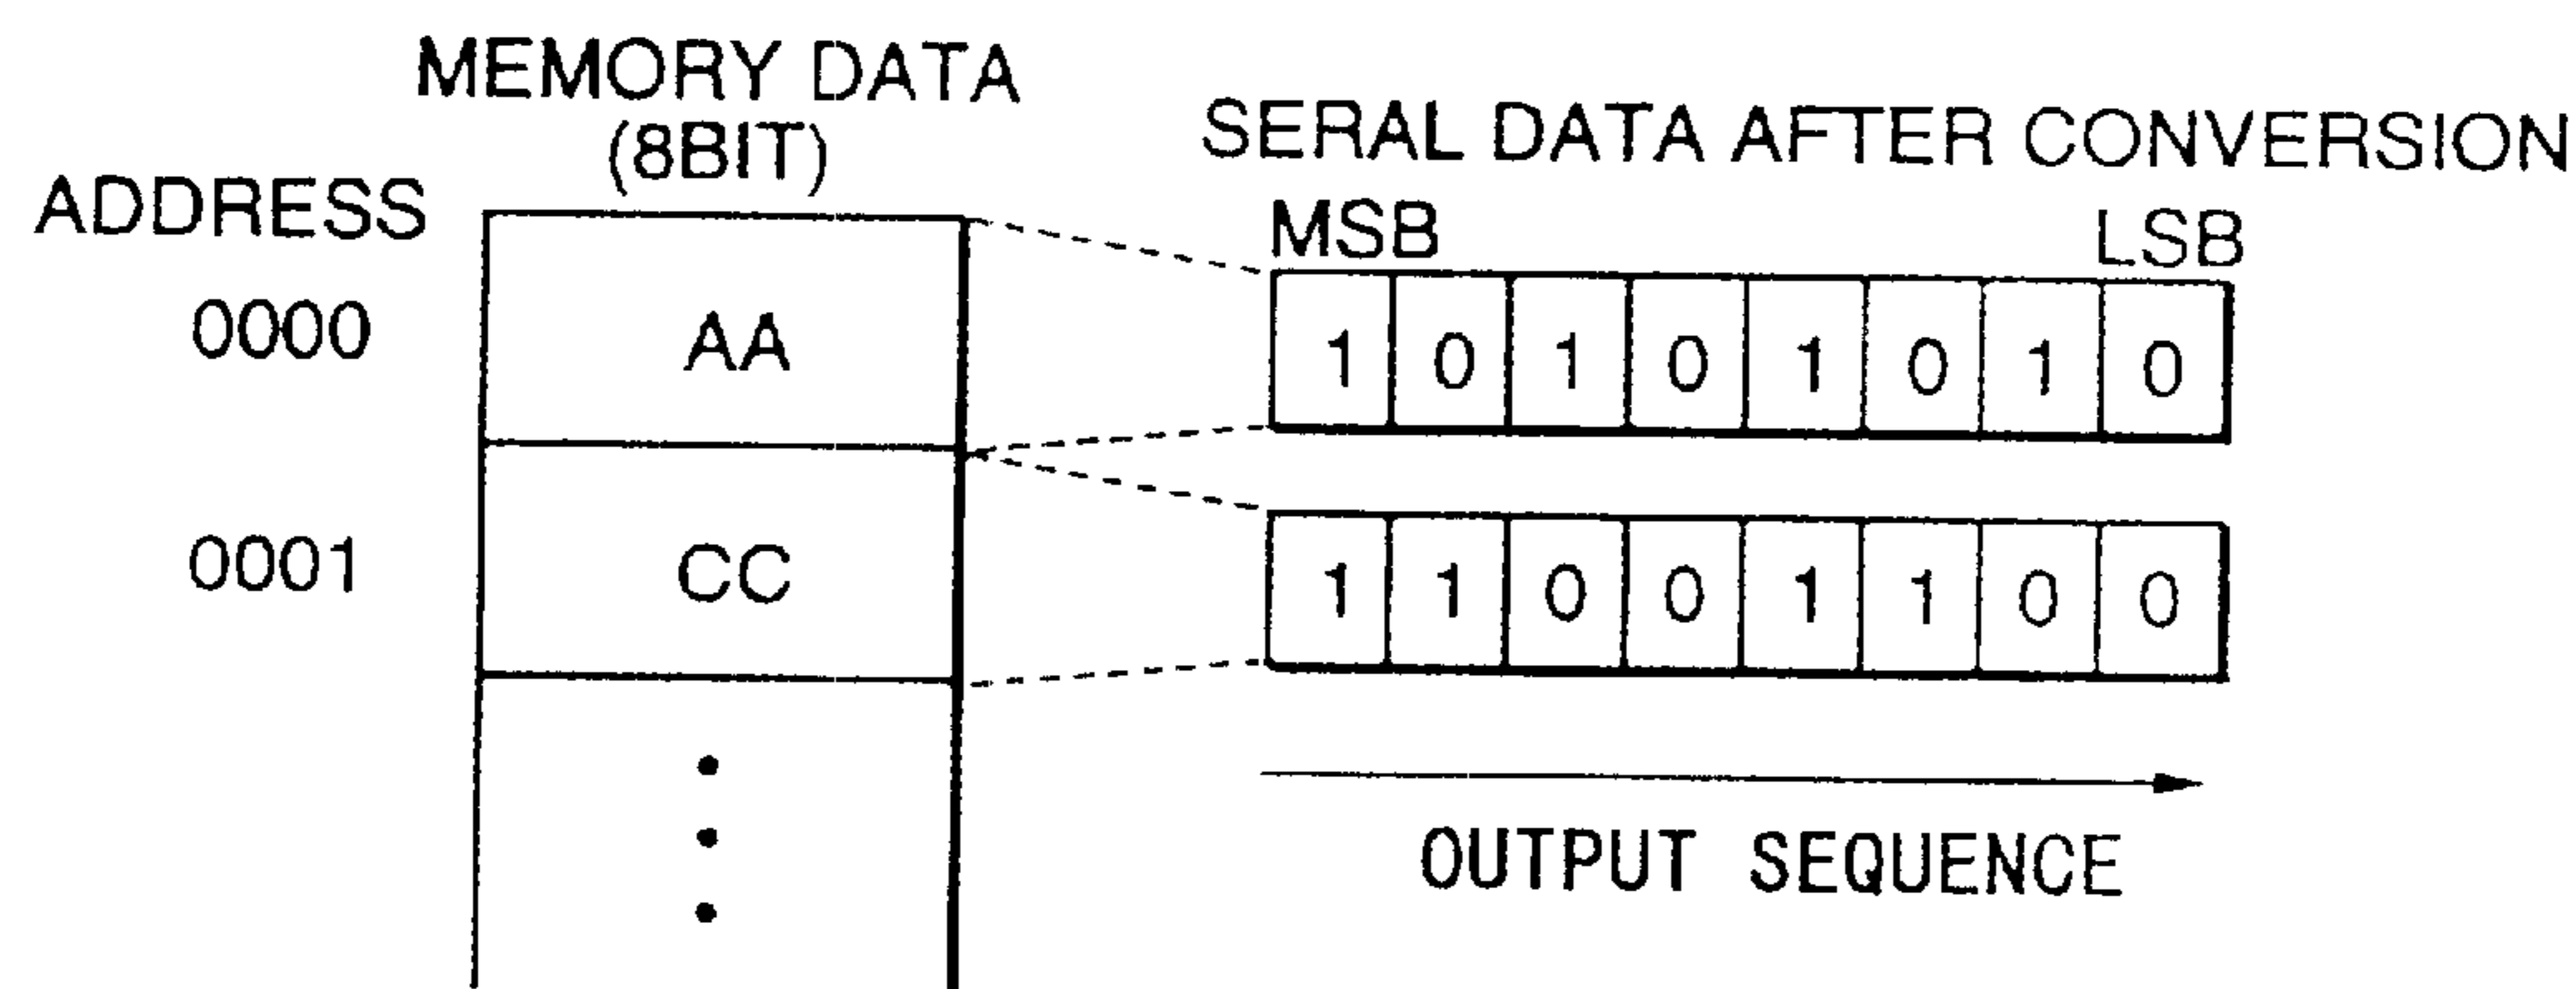 MEMORY DATA
(8BIT)
SERAL DATA AFTER CONVERSION
ADDRESS
MSB LSB
0000 AA 1 0 1 0 1 0 1 0
0001 CC 1 1 0 0 1 1 0 0
OUTPUT SEQUENCE